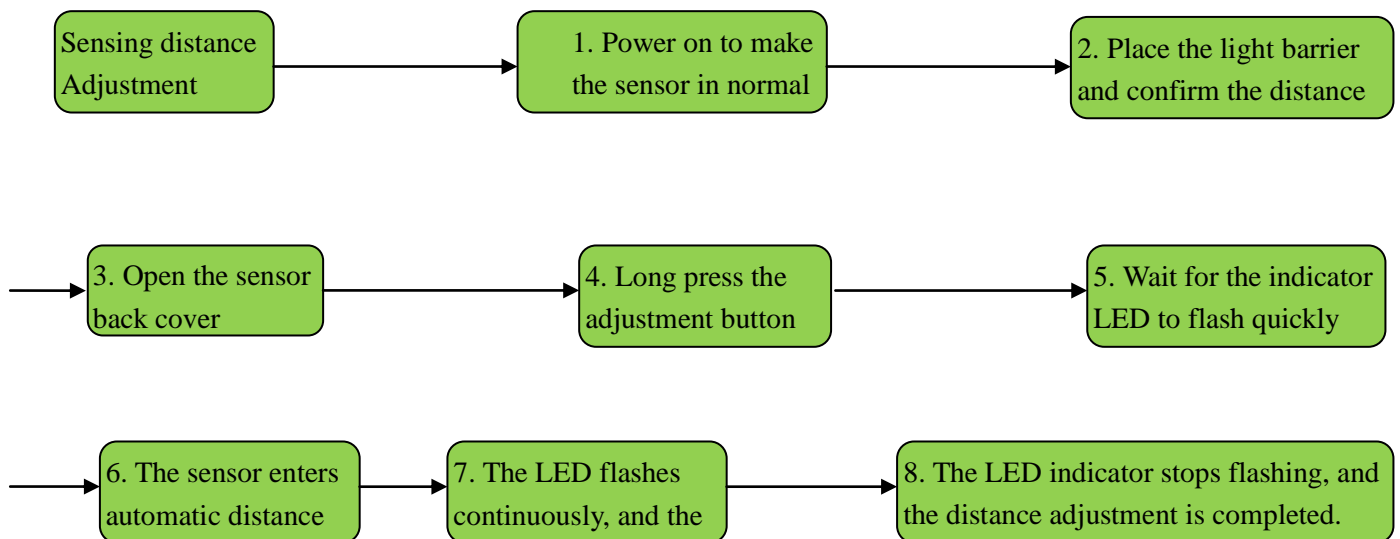 Sensing distance
Adjustment
1. Power on to make
the sensor in normal
2. Place the light barrier
and confirm the distance
3. Open the sensor
back cover
4. Long press the
adjustment button
5. Wait for the indicator
LED to flash quickly
6. The sensor enters
automatic distance
7. The LED flashes
continuously, and the
8. The LED indicator stops flashing, and
the distance adjustment is completed.